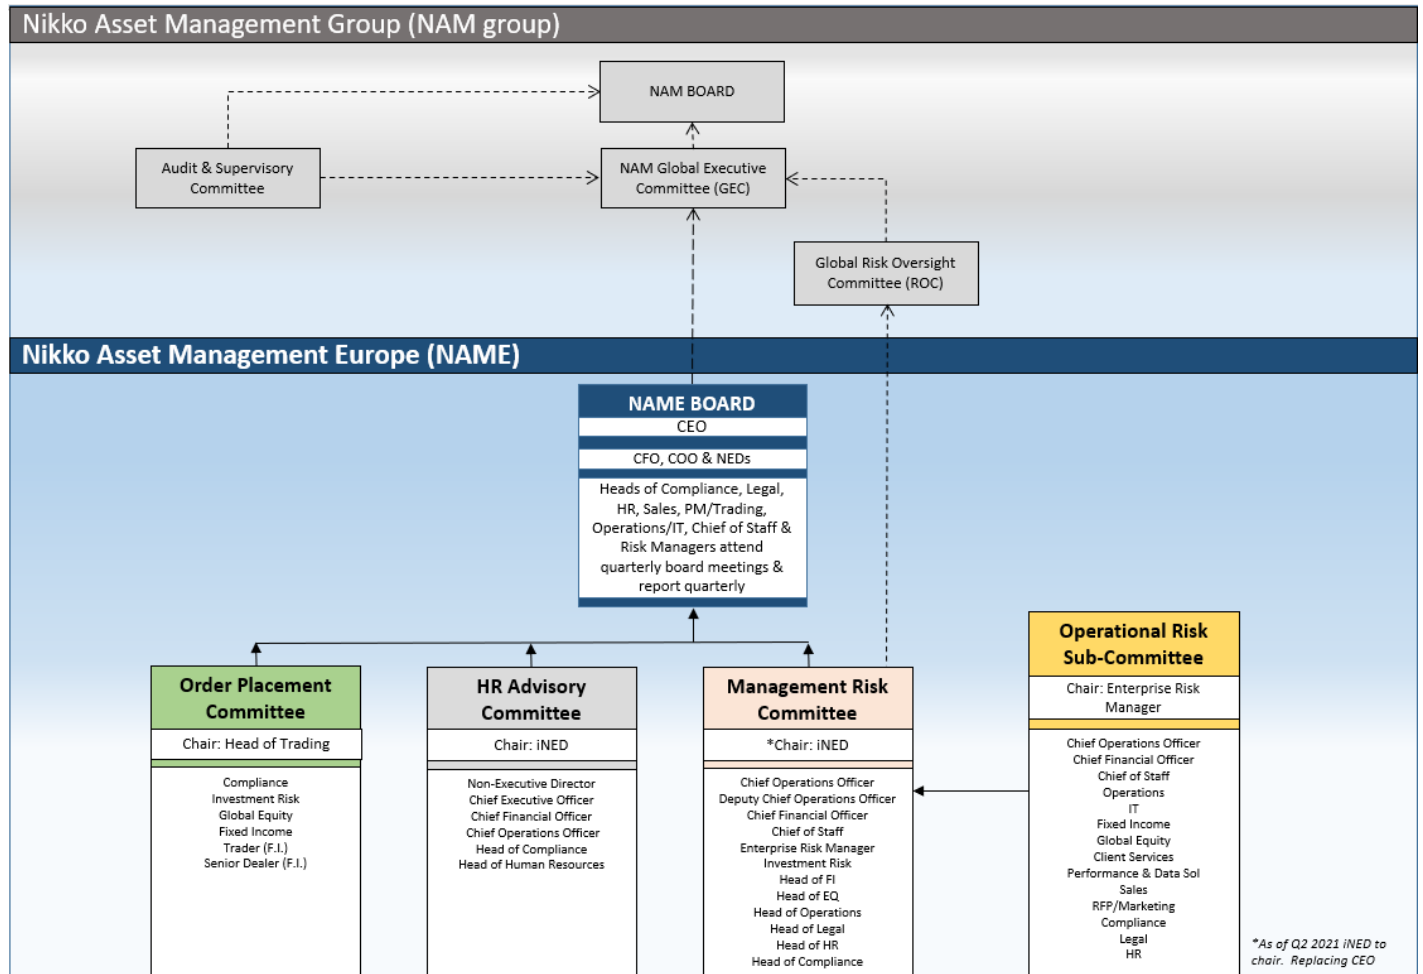 Nikko Asset Management Group (NAM group)
NAM BOARD
Audit & Supervisory
Committee
NAM Global Executive
Committee (GEC)
Global Risk Oversight
Committee (ROC)
Nikko Asset Management Europe (NAME)
NAME BOARD
CEO
CFO, COO & NEDs
Heads of Compliance, Legal,
HR, Sales, PM/Trading,
Operations/IT, Chief of Staff &
Risk Managers attend
quarterly board meetings &
report quarterly
Order Placement
Committee
Chair: Head of Trading
Compliance
Investment Risk
Global Equity
Fixed Income
Trader (F.I.)
Senior Dealer (F.I.)
HR Advisory
Committee
Chair: iNED
Non-Executive Director
Chief Executive Officer
Chief Financial Officer
Chief Operations Officer
Head of Compliance
Head of Human Resources
Management Risk
Committee
*Chair: iNED
Chief Operations Officer
Deputy Chief Operations Officer
Chief Financial Officer
Chief of Staff
Enterprise Risk Manager
Investment Risk
Head of FI
Head of EQ
Head of Operations
Head of Legal
Head of HR
Head of Compliance
Operational Risk
Sub-Committee
Chair: Enterprise Risk
Manager
Chief Operations Officer
Chief Financial Officer
Chief of Staff
Operations
IT
Fixed Income
Global Equity
Client Services
Performance & Data Sol
Sales
RFP/Marketing
Compliance
Legal
HR
*As of Q2 2021 iNED to
chair. Replacing CEO